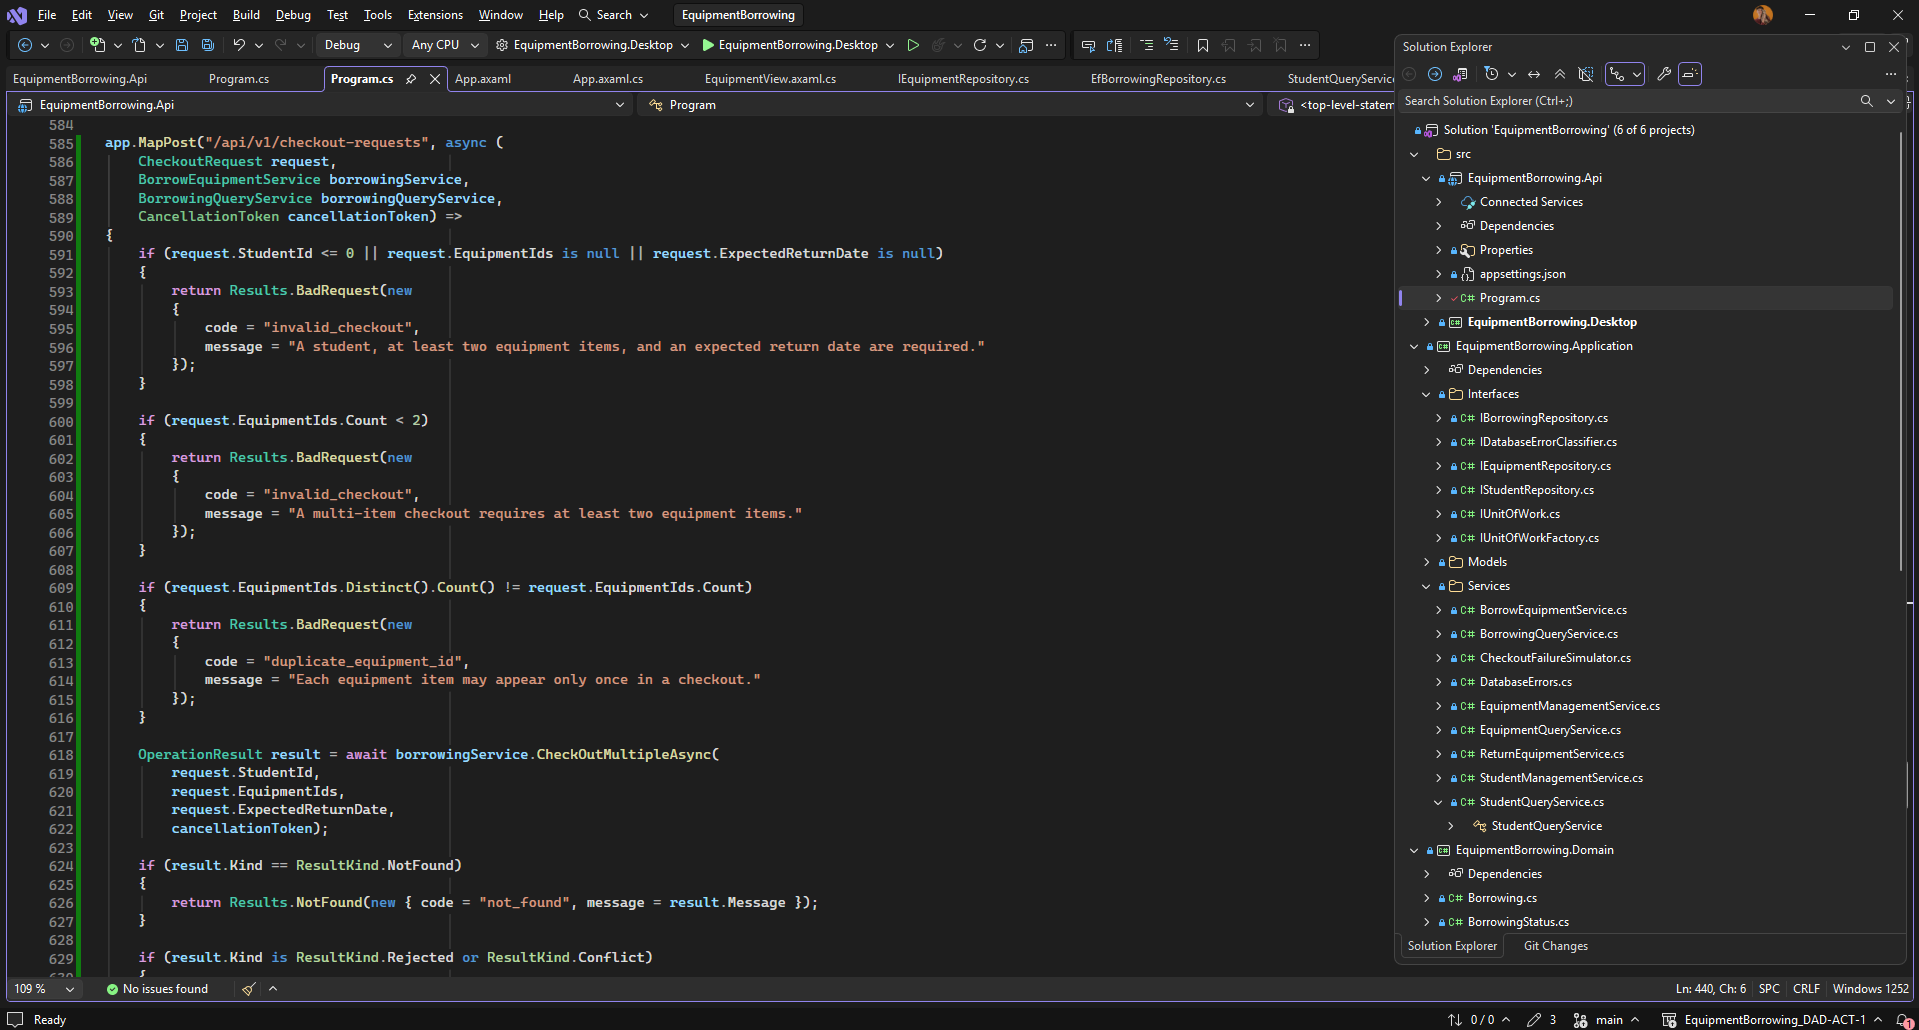 File Edit View Git Project Build Debug Test Tools Extensions Window Help Search EquipmentBorrowing
Debug Any CPU EquipmentBorrowing.Desktop EquipmentBorrowing.Desktop
EquipmentBorrowing.Api Program.cs Program.cs App.axaml App.axaml.cs EquipmentView.axaml.cs IEquipmentRepository.cs EfBorrowingRepository.cs StudentQueryService
EquipmentBorrowing.Api Program <top-level-statem
584
585 app.MapPost("/api/v1/checkout-requests", async (
586 CheckoutRequest request,
587 BorrowEquipmentService borrowingService,
588 BorrowingQueryService borrowingQueryService,
589 CancellationToken cancellationToken) =>
590 {
591 if (request.StudentId <= 0 || request.EquipmentIds is null || request.ExpectedReturnDate is null)
592 {
593 return Results.BadRequest(new
594 {
595 code = "invalid_checkout",
596 message = "A student, at least two equipment items, and an expected return date are required."
597 });
598 }
599
600 if (request.EquipmentIds.Count < 2)
601 {
602 return Results.BadRequest(new
603 {
604 code = "invalid_checkout",
605 message = "A multi-item checkout requires at least two equipment items."
606 });
607 }
608
609 if (request.EquipmentIds.Distinct().Count() != request.EquipmentIds.Count)
610 {
611 return Results.BadRequest(new
612 {
613 code = "duplicate_equipment_id",
614 message = "Each equipment item may appear only once in a checkout."
615 });
616 }
617
618 OperationResult result = await borrowingService.CheckOutMultipleAsync(
619 request.StudentId,
620 request.EquipmentIds,
621 request.ExpectedReturnDate,
622 cancellationToken);
623
624 if (result.Kind == ResultKind.NotFound)
625 {
626 return Results.NotFound(new { code = "not_found", message = result.Message });
627 }
628
629 if (result.Kind is ResultKind.Rejected or ResultKind.Conflict)
630 {
109 % No issues found Ln: 440, Ch: 6 SPC CRLF Windows 1252
Solution Explorer
Search Solution Explorer (Ctrl+;)
Solution 'EquipmentBorrowing' (6 of 6 projects)
src
EquipmentBorrowing.Api
Connected Services
Dependencies
Properties
appsettings.json
C# Program.cs
EquipmentBorrowing.Desktop
EquipmentBorrowing.Application
Dependencies
Interfaces
C# IBorrowingRepository.cs
C# IDatabaseErrorClassifier.cs
C# IEquipmentRepository.cs
C# IStudentRepository.cs
C# IUnitOfWork.cs
C# IUnitOfWorkFactory.cs
Models
Services
C# BorrowEquipmentService.cs
C# BorrowingQueryService.cs
C# CheckoutFailureSimulator.cs
C# DatabaseErrors.cs
C# EquipmentManagementService.cs
C# EquipmentQueryService.cs
C# ReturnEquipmentService.cs
C# StudentManagementService.cs
C# StudentQueryService.cs
StudentQueryService
EquipmentBorrowing.Domain
Dependencies
C# Borrowing.cs
C# BorrowingStatus.cs
Solution Explorer Git Changes
Ready 0 / 0 3 main EquipmentBorrowing_DAD-ACT-1 1